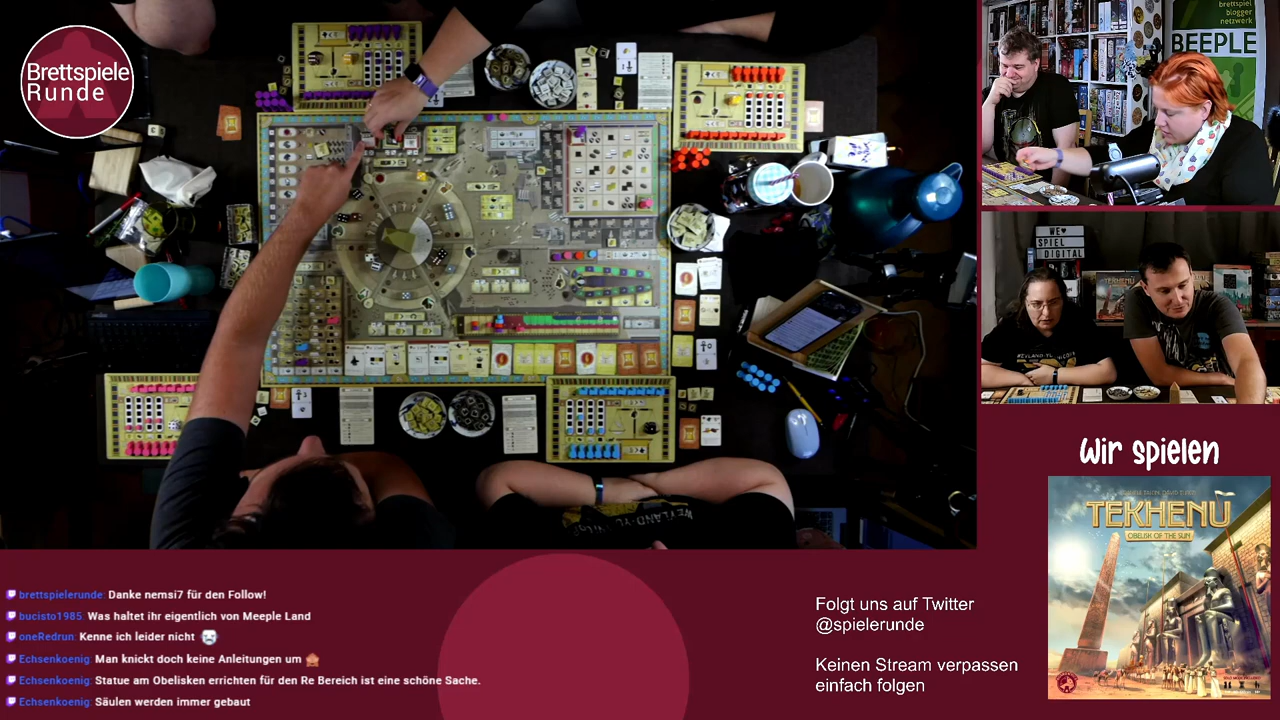 Brettspiele
Runde
brettspiel
blogger
netzwerk
BEEPLE
WE♥
SPIEL
DIGITAL
Wir spielen
TEKHENU
OBELISK OF THE SUN
brettspielerunde: Danke nemsi7 für den Follow!
bucisto1985: Was haltet ihr eigentlich von Meeple Land
oneRedrun: Kenne ich leider nicht
Echsenkoenig: Man knickt doch keine Anleitungen um
Echsenkoenig: Statue am Obelisken errichten für den Re Bereich ist eine schöne Sache.
Echsenkoenig: Säulen werden immer gebaut
Folgt uns auf Twitter
@spielerunde
Keinen Stream verpassen
einfach folgen